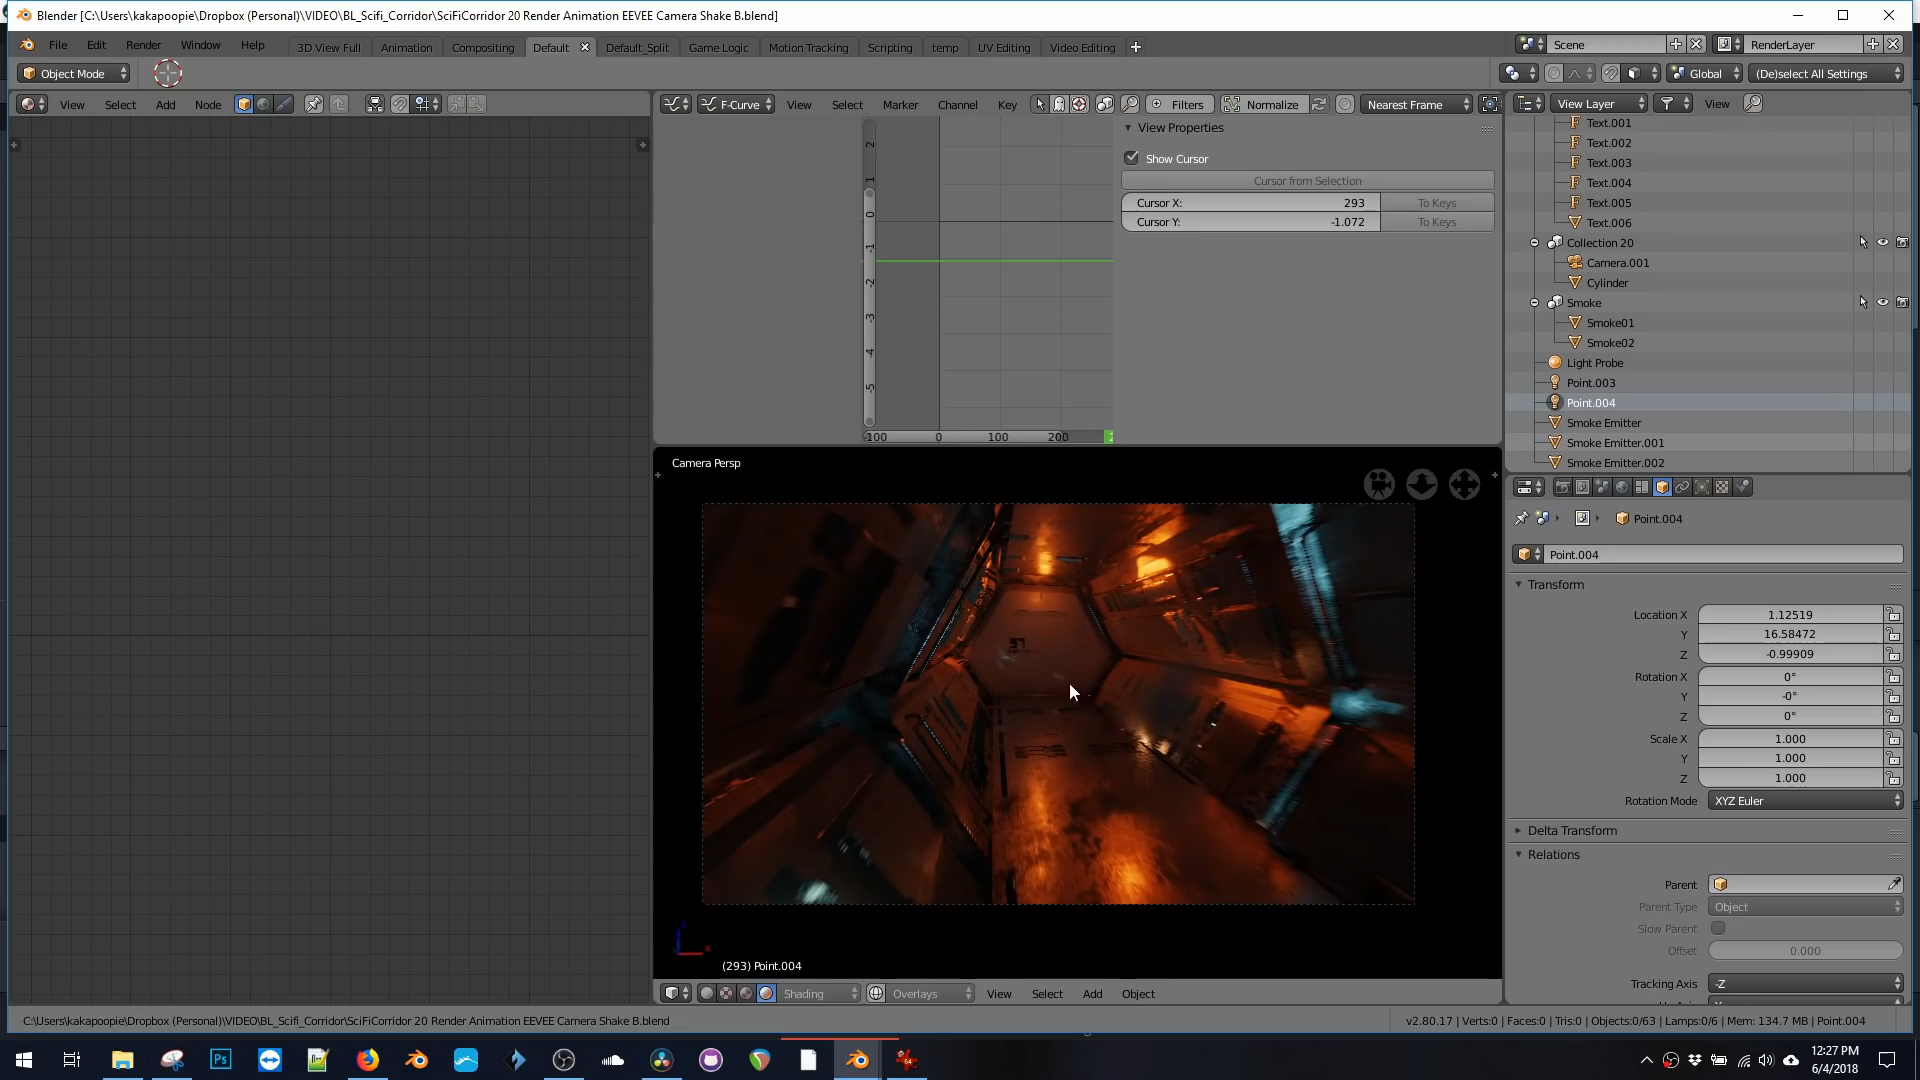 Blender [C:\Users\kakapoopie\Dropbox (Personal)\VIDEO\BL_Scifi_Corridor\SciFiCorridor 20 Render Animation EEVEE Camera Shake B.blend]
File Edit Render Window Help 3D View Full Animation Compositing Default Default_Split Game Logic Motion Tracking Scripting temp UV Editing Video Editing Scene RenderLayer
Object Mode Global (De)select All Settings
View Select Add Node F-Curve View Select Marker Channel Key Filters Normalize Nearest Frame View Layer View
View Properties
Show Cursor
Cursor from Selection
Cursor X: 293 To Keys
Cursor Y: -1.072 To Keys
2
1
0
-1
-2
-3
-4
-5
-100 0 100 200
Text.001
Text.002
Text.003
Text.004
Text.005
Text.006
Collection 20
Camera.001
Cylinder
Smoke
Smoke01
Smoke02
Light Probe
Point.003
Point.004
Smoke Emitter
Smoke Emitter.001
Smoke Emitter.002
Camera Persp
37
(293) Point.004
Shading Overlays View Select Add Object
Point.004
Point.004
Transform
Location X 1.12519
Y 16.58472
Z -0.99909
Rotation X 0°
Y -0°
Z 0°
Scale X 1.000
Y 1.000
Z 1.000
Rotation Mode XYZ Euler
Delta Transform
Relations
Parent
Parent Type Object
Slow Parent
Offset 0.000
Tracking Axis -Z
C:\Users\kakapoopie\Dropbox (Personal)\VIDEO\BL_Scifi_Corridor\SciFiCorridor 20 Render Animation EEVEE Camera Shake B.blend
v2.80.17 | Verts:0 | Faces:0 | Tris:0 | Objects:0/63 | Lamps:0/6 | Mem: 134.7 MB | Point.004
Ps
12:27 PM
6/4/2018